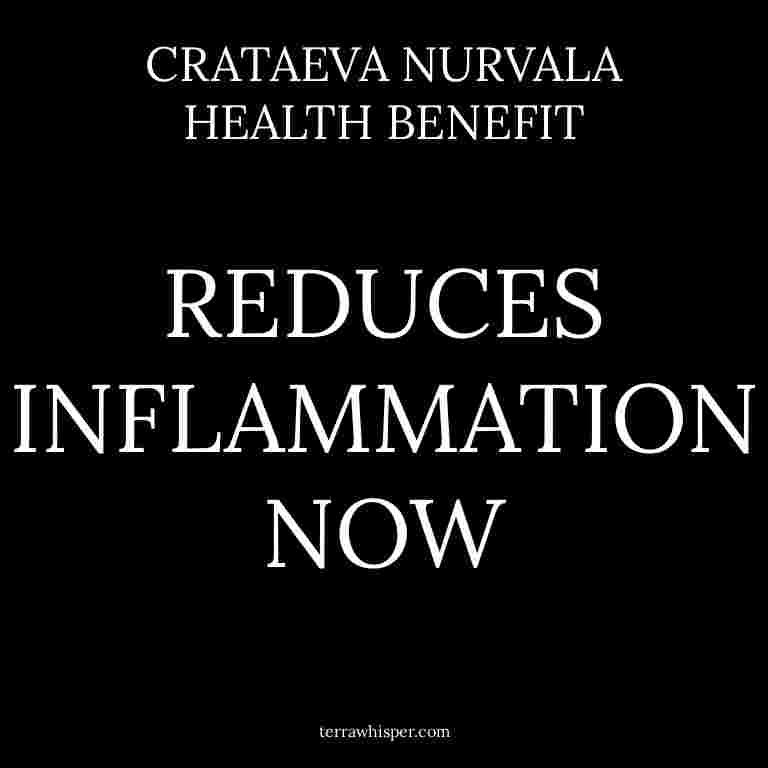 CRATAEVA NURVALA
HEALTH BENEFIT
REDUCES
INFLAMMATION
NOW
terrawhisper.com